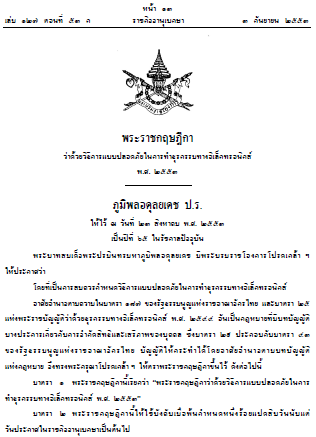 หน้า ๑๓
เล่ม ๑๒๗ ตอนที่ ๕๓ ก ราชกิจจานุเบกษา ๓ กันยายน ๒๕๕๓
พระราชกฤษฎีกา
ว่าด้วยวิธีการแบบปลอดภัยในการทำธุรกรรมทางอิเล็กทรอนิกส์
พ.ศ. ๒๕๕๓
ภูมิพลอดุลยเดช ป.ร.
ให้ไว้ ณ วันที่ ๒๓ สิงหาคม พ.ศ. ๒๕๕๓
เป็นปีที่ ๖๕ ในรัชกาลปัจจุบัน
พระบาทสมเด็จพระปรมินทรมหาภูมิพลอดุลยเดช มีพระบรมราชโองการโปรดเกล้า ฯ
ให้ประกาศว่า
โดยที่เป็นการสมควรกำหนดวิธีการแบบปลอดภัยในการทำธุรกรรมทางอิเล็กทรอนิกส์
อาศัยอำนาจตามความในมาตรา ๑๘๗ ของรัฐธรรมนูญแห่งราชอาณาจักรไทย และมาตรา ๒๕
แห่งพระราชบัญญัติว่าด้วยธุรกรรมทางอิเล็กทรอนิกส์ พ.ศ. ๒๕๔๔ อันเป็นกฎหมายที่มีบทบัญญัติ
บางประการเกี่ยวกับการจำกัดสิทธิและเสรีภาพของบุคคล ซึ่งมาตรา ๒๙ ประกอบกับมาตรา ๔๓
ของรัฐธรรมนูญแห่งราชอาณาจักรไทย บัญญัติให้กระทำได้โดยอาศัยอำนาจตามบทบัญญัติ
แห่งกฎหมาย จึงทรงพระกรุณาโปรดเกล้า ฯ ให้ตราพระราชกฤษฎีกาขึ้นไว้ ดังต่อไปนี้
มาตรา ๑ พระราชกฤษฎีกานี้เรียกว่า “พระราชกฤษฎีกาว่าด้วยวิธีการแบบปลอดภัยในการ
ทำธุรกรรมทางอิเล็กทรอนิกส์ พ.ศ. ๒๕๕๓”
มาตรา ๒ พระราชกฤษฎีกานี้ให้ใช้บังคับเมื่อพ้นกำหนดหนึ่งร้อยแปดสิบวันนับแต่
วันประกาศในราชกิจจานุเบกษาเป็นต้นไป